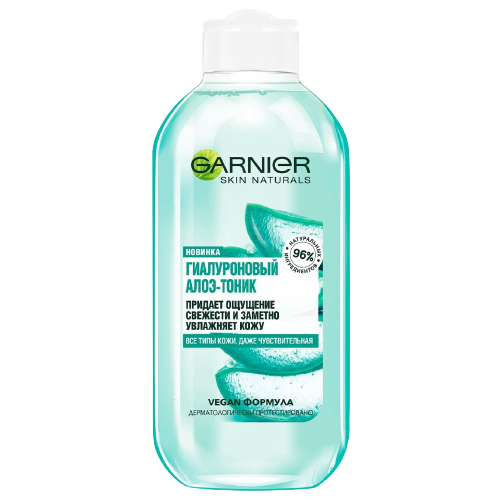 GARNIER
SKIN NATURALS
НОВИНКА
ГИАЛУРОНОВЫЙ
АЛОЭ-ТОНИК
ПРИДАЕТ ОЩУЩЕНИЕ
СВЕЖЕСТИ И ЗАМЕТНО
УВЛАЖНЯЕТ КОЖУ
ВСЕ ТИПЫ КОЖИ, ДАЖЕ ЧУВСТВИТЕЛЬНАЯ
96%
НАТУРАЛЬНЫХ
ИНГРЕДИЕНТОВ
VEGAN ФОРМУЛА
ДЕРМАТОЛОГИЧЕСКИ ПРОТЕСТИРОВАНО